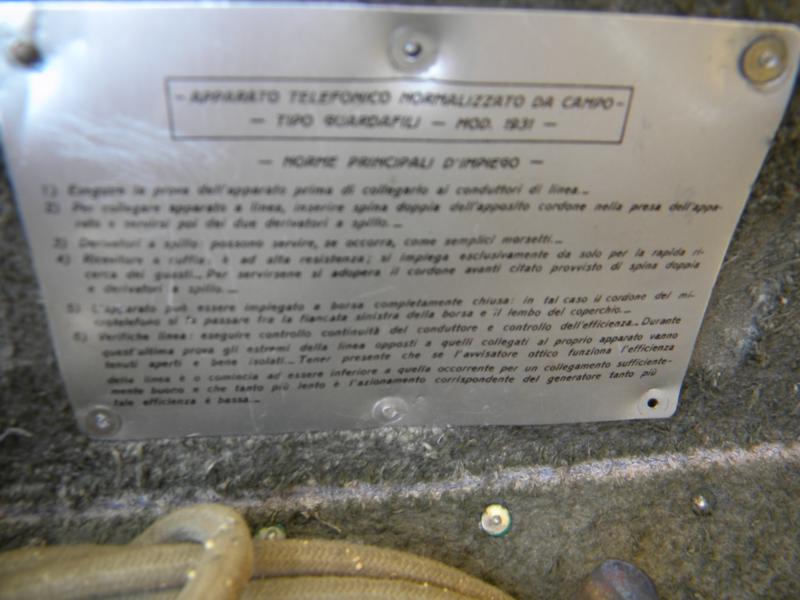 - APPARATO TELEFONICO NORMALIZZATO DA CAMPO -
- TIPO GUARDAFILI - MOD. 1931 -
- NORME PRINCIPALI D'IMPIEGO -
1) Eseguire la prova dell'apparato prima di collegarlo ai conduttori di linea._
2) Per collegare apparato a linea, inserire spina doppia dell'apposito cordone nella presa dell'appa-
rato e servirsi poi dei due derivatori a spillo._
3) Derivatori a spillo: possono servire, se occorra, come semplici morsetti._
4) Ricevitore a cuffia: è ad alta resistenza; si impiega esclusivamente da solo per la rapida ri-
cerca dei guasti._ Per servirsene si adopera il cordone avanti citato provvisto di spina doppia
e derivatori a spillo._
5) L'apparato può essere impiegato a borsa completamente chiusa: in tal caso il cordone del mi-
crotelefono si fa passare fra la fiancata sinistra della borsa e il lembo del coperchio._
6) Verifiche linea: eseguire controllo continuità del conduttore e controllo dell'efficienza._ Durante
quest'ultima prova gli estremi della linea opposti a quelli collegati al proprio apparato vanno
tenuti aperti e bene isolati._ Tener presente che se l'avvisatore ottico funziona l'efficienza
della linea è o comincia ad essere inferiore a quella occorrente per un collegamento sufficiente-
mente buono e che tanto più lento è l'azionamento corrispondente del generatore tanto più
tale efficienza è bassa._